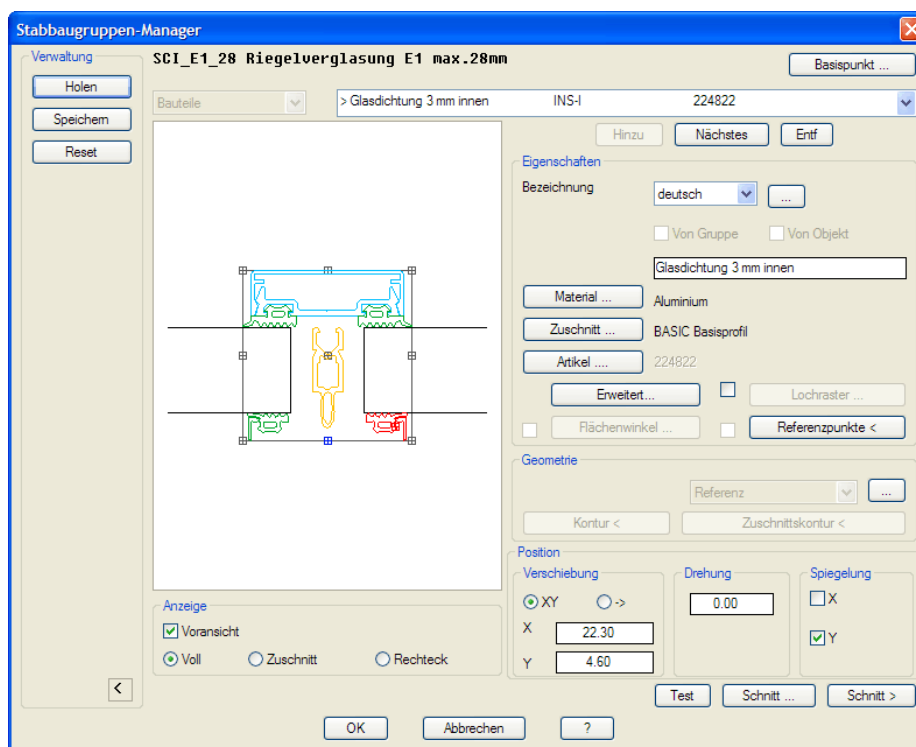 Stabbaugruppen-Manager
Verwaltung
SCI_E1_28 Riegelverglasung E1 max.28mm
Basispunkt ...
Holen
Speichern
Reset
Bauteile
> Glasdichtung 3 mm innen INS-I 224822
Hinzu Nächstes Entf
Eigenschaften
Bezeichnung
deutsch
...
Von Gruppe Von Objekt
Glasdichtung 3 mm innen
Material ... Aluminium
Zuschnitt ... BASIC Basisprofil
Artikel .... 224822
Erweitert... Lochraster ...
Flächenwinkel ... Referenzpunkte <
Geometrie
Referenz
...
Kontur < Zuschnittskontur <
Position
Verschiebung Drehung Spiegelung
XY -> 0.00 X
X 22.30
Y 4.60
Y
Anzeige
Voransicht
Voll Zuschnitt Rechteck
<
Test Schnitt ... Schnitt >
OK Abbrechen ?